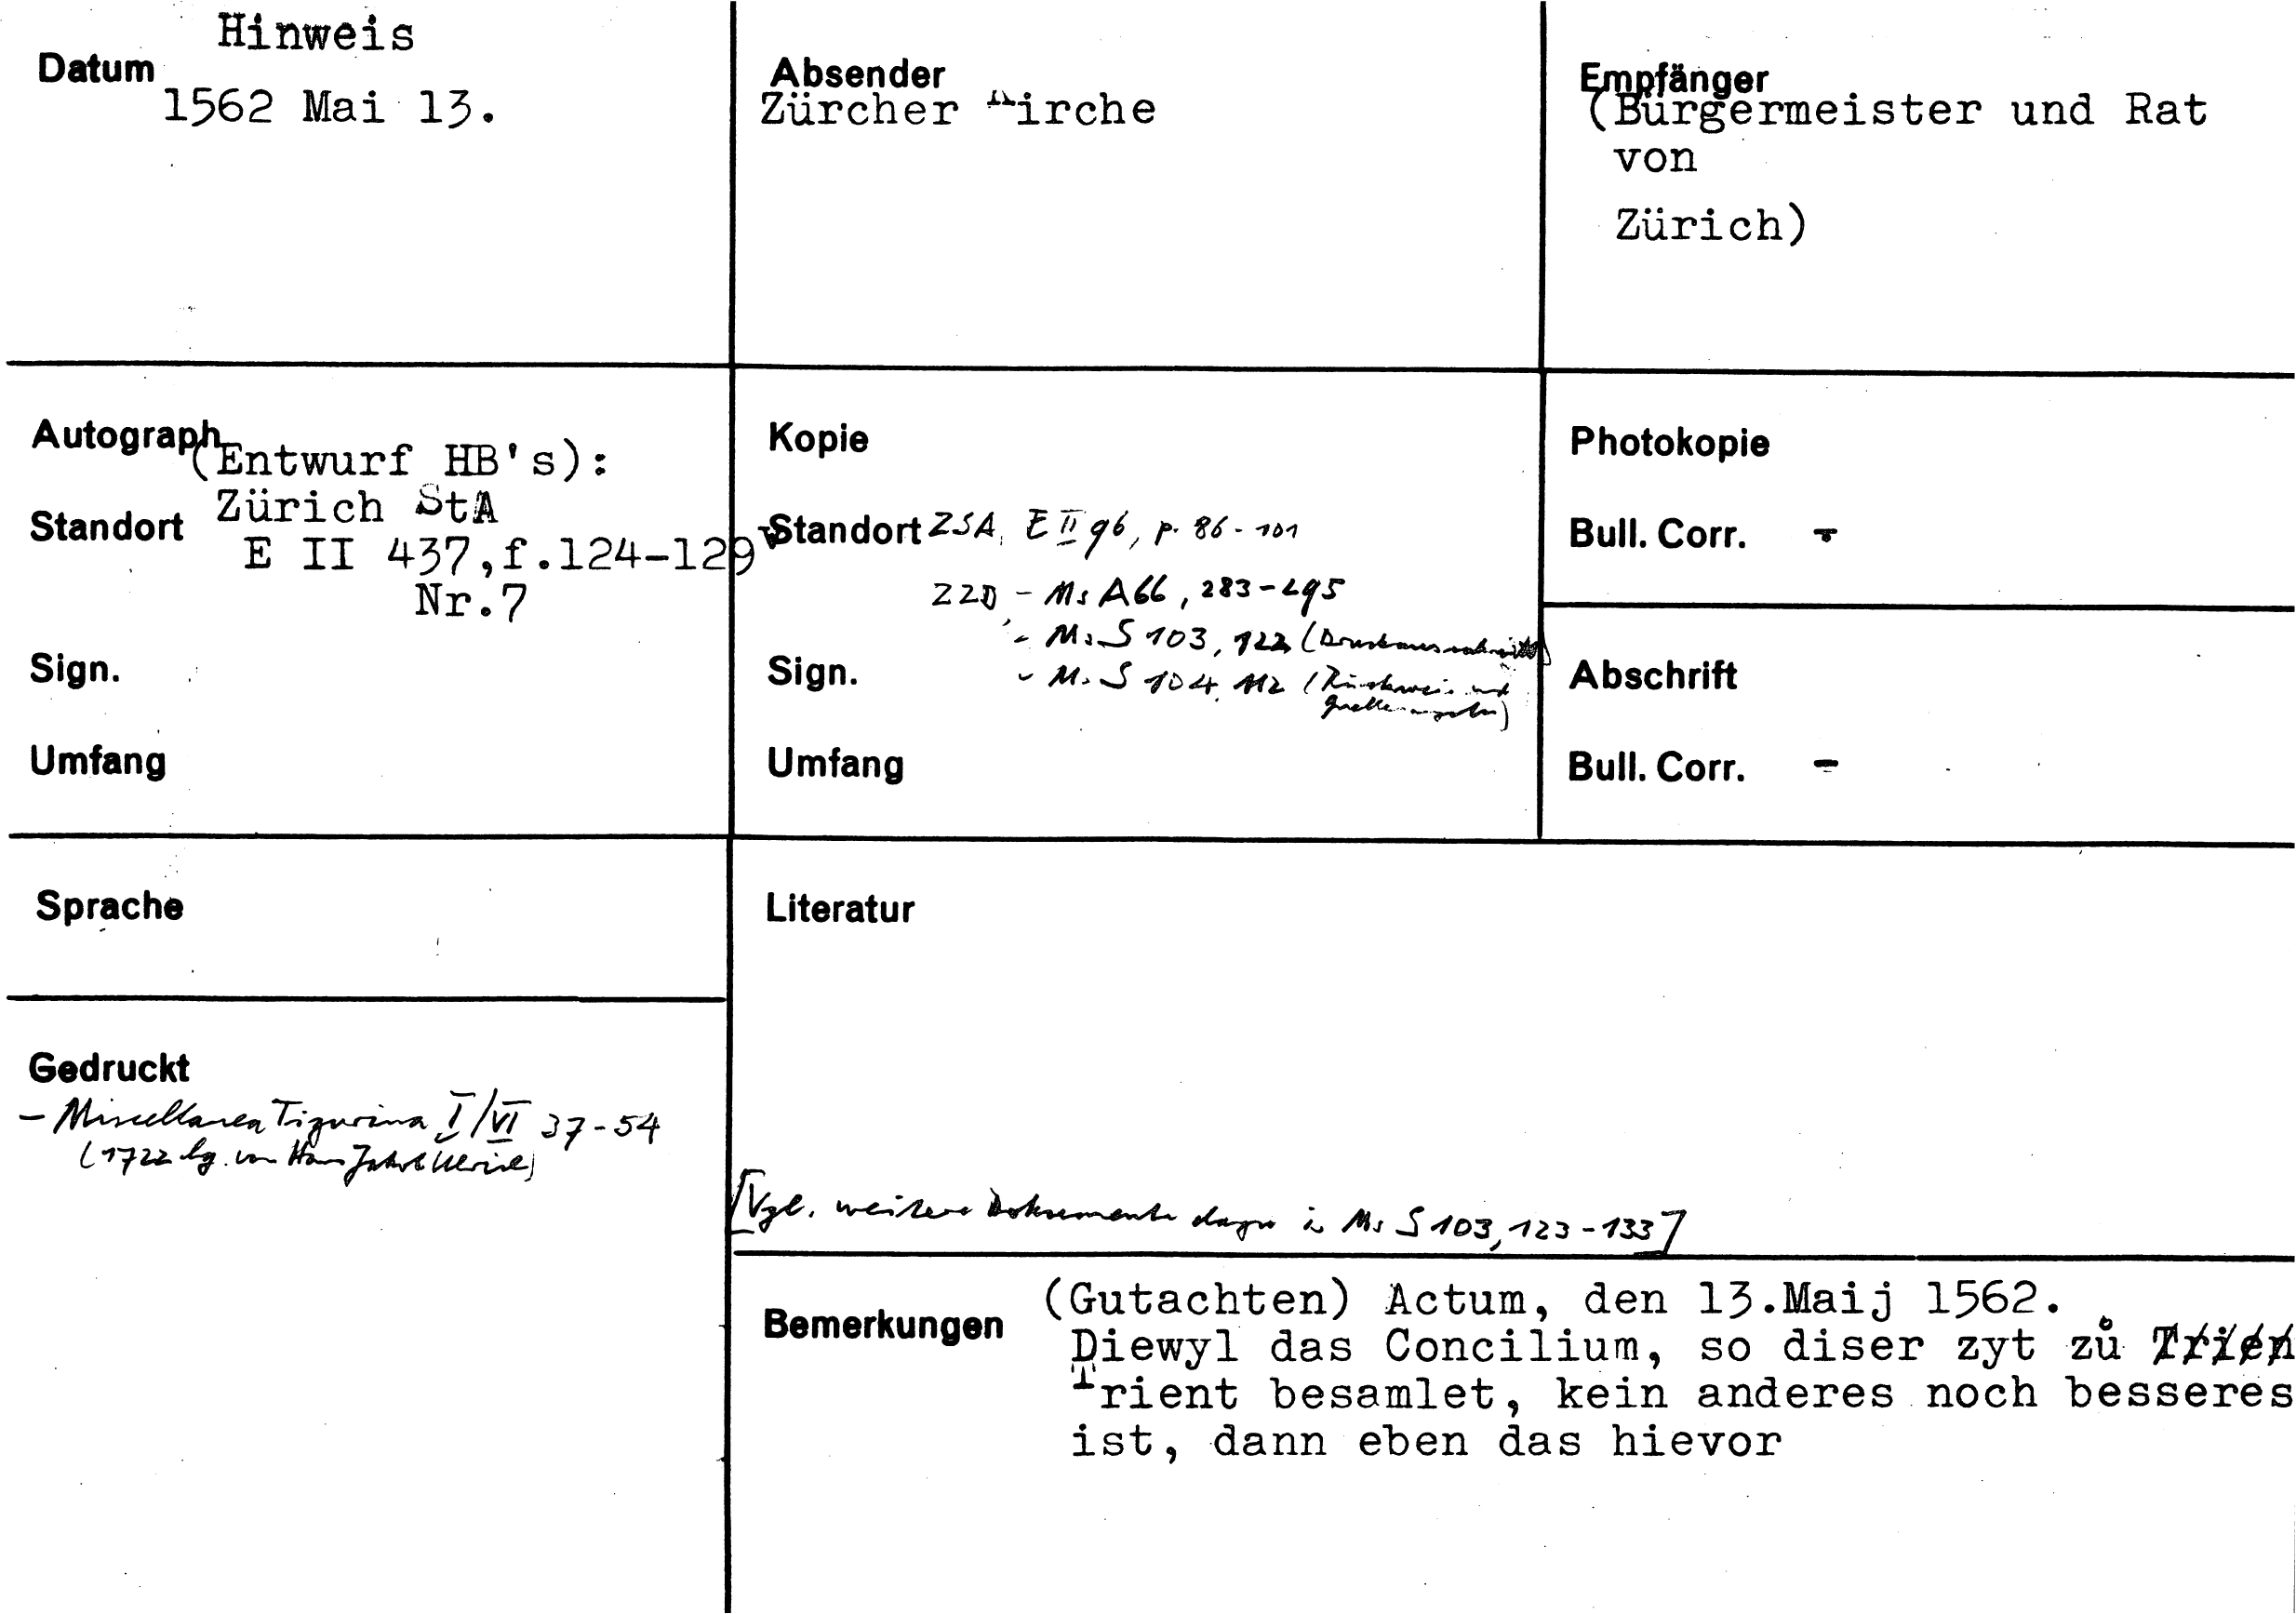 Hinweis
Datum
1562 Mai 13.
Absender
Zürcher Kirche
Empfänger
(Bürgermeister und Rat
von
Zürich)
Autograph
(Entwurf HB's):
Standort
Zürich StA
E II 437,f.124-129v
Nr.7
Sign.
Umfang
Kopie
Standort ZSA, E II 96, p. 86-101
ZZB - Ms A66, 283-295
- Ms S 103, 122 (Druckausschnitt)
Sign.
- Ms S 104, 112 (Rückweis und
Quellenangabe)
Umfang
Photokopie
Bull. Corr. -
Abschrift
Bull. Corr. -
Sprache
Gedruckt
- Miscellanea Tigurina I/VI 37-54
(1722 hg. von Hans Jakob Ulrich)
Literatur
[Vgl. weitere Dokumente dazu in Ms S 103, 123-133]
Bemerkungen
(Gutachten) Actum, den 13.Maij 1562.
Diewyl das Concilium, so diser zyt zů Trien
Trient besamlet, kein anderes noch besseres
ist, dann eben das hievor